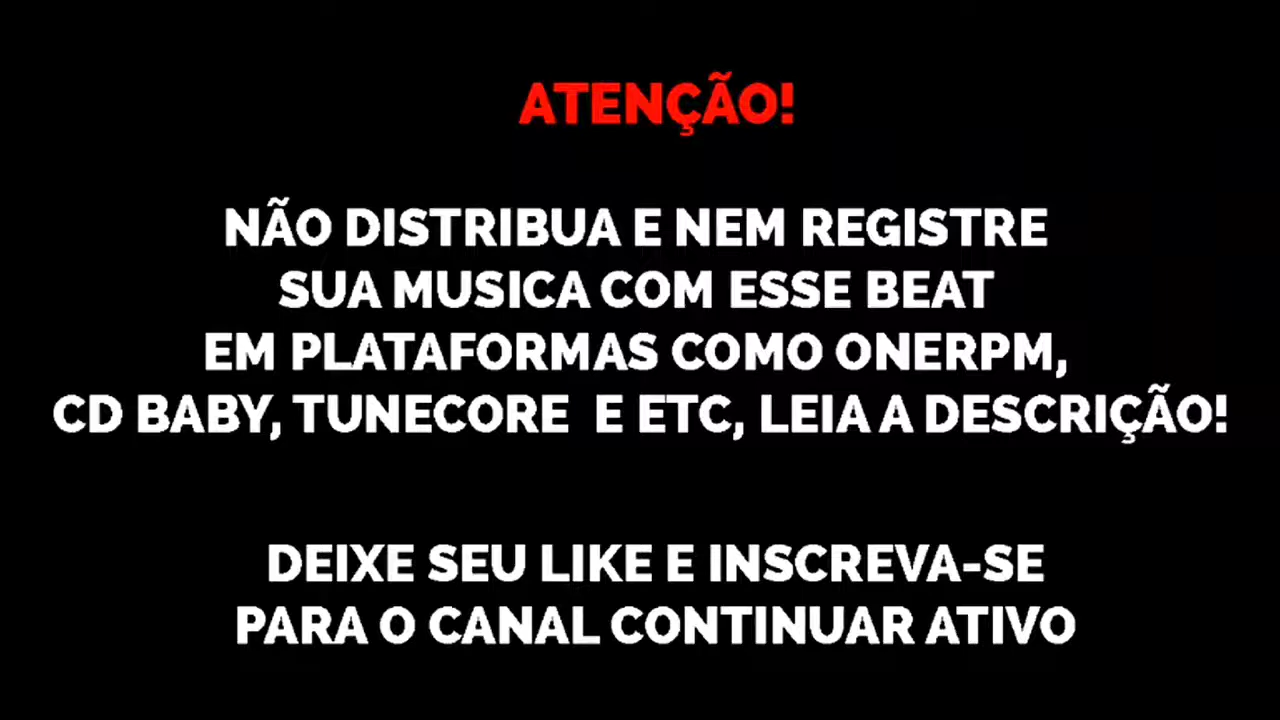 ATENÇÃO!
NÃO DISTRIBUA E NEM REGISTRE
SUA MUSICA COM ESSE BEAT
EM PLATAFORMAS COMO ONERPM,
CD BABY, TUNECORE E ETC, LEIA A DESCRIÇÃO!
DEIXE SEU LIKE E INSCREVA-SE
PARA O CANAL CONTINUAR ATIVO